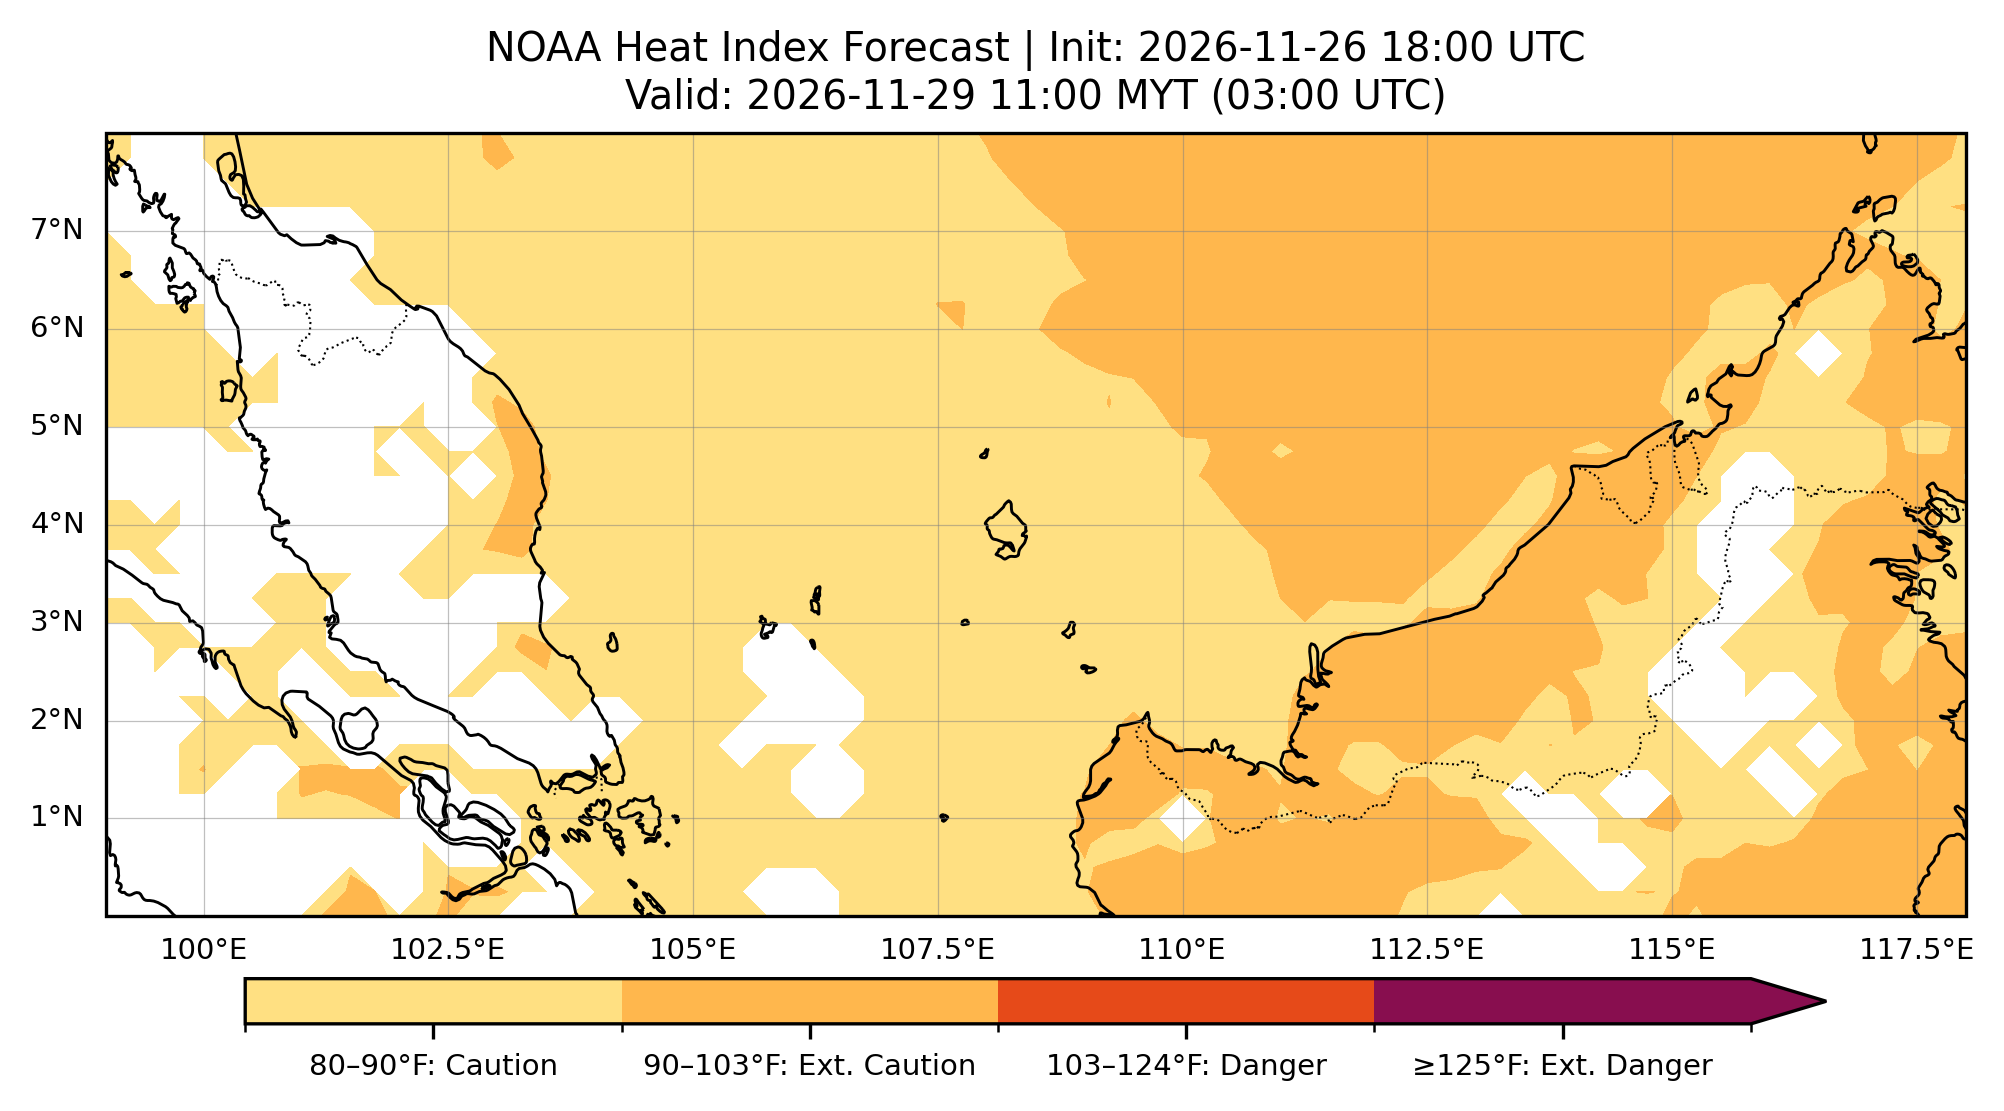 NOAA Heat Index Forecast | Init: 2026-11-26 18:00 UTC
Valid: 2026-11-29 11:00 MYT (03:00 UTC)
7°N
6°N
5°N
4°N
3°N
2°N
1°N
100°E 102.5°E 105°E 107.5°E 110°E 112.5°E 115°E 117.5°E
80–90°F: Caution 90–103°F: Ext. Caution 103–124°F: Danger ≥125°F: Ext. Danger